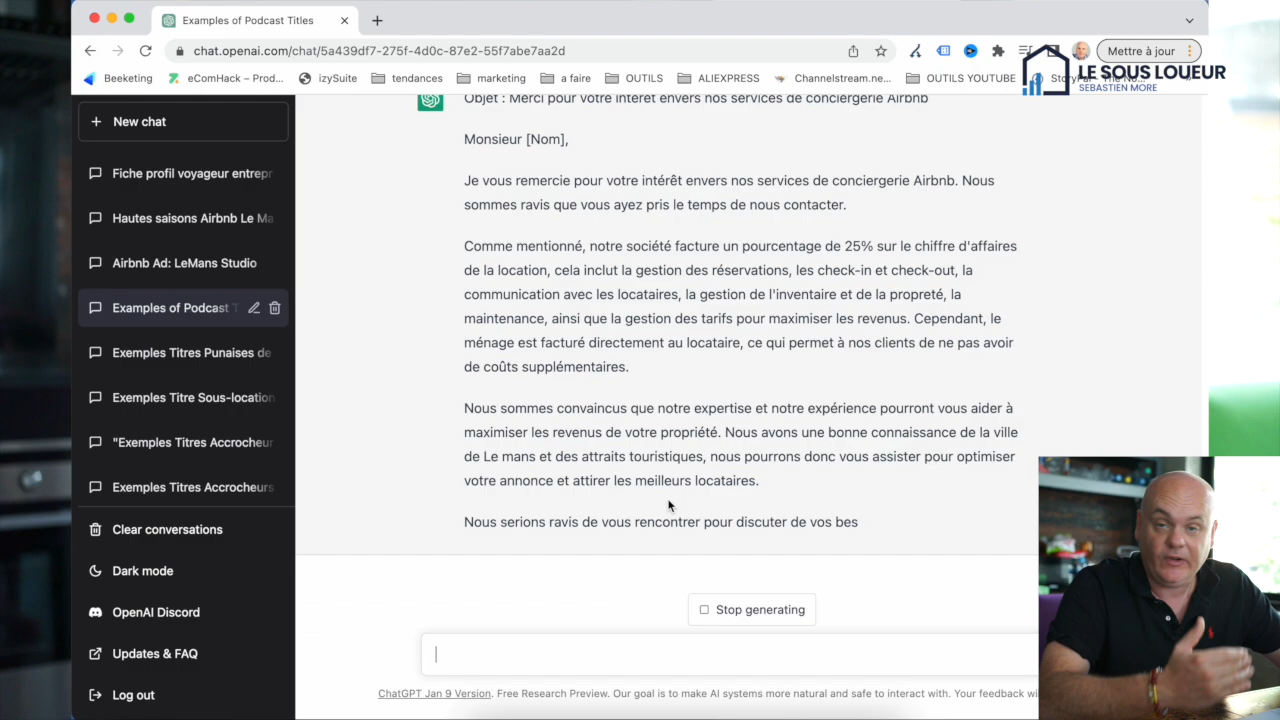 Examples of Podcast Titles
chat.openai.com/chat/5a439df7-275f-4d0c-87e2-55f7abe7aa2d
Mettre à jour
Beeketing
eComHack – Prod...
izySuite
tendances
marketing
a faire
OUTILS
ALIEXPRESS
Channelstream.ne...
OUTILS YOUTUBE
LE SOUS LOUEUR
SEBASTIEN MORE
New chat
Fiche profil voyageur entrepr
Hautes saisons Airbnb Le Ma
Airbnb Ad: LeMans Studio
Examples of Podcast T
Exemples Titres Punaises de
Exemples Titre Sous-location
"Exemples Titres Accrocheur
Exemples Titres Accrocheurs
Clear conversations
Dark mode
OpenAI Discord
Updates & FAQ
Log out
Objet : Merci pour votre intérêt envers nos services de conciergerie Airbnb
Monsieur [Nom],
Je vous remercie pour votre intérêt envers nos services de conciergerie Airbnb. Nous
sommes ravis que vous ayez pris le temps de nous contacter.
Comme mentionné, notre société facture un pourcentage de 25% sur le chiffre d'affaires
de la location, cela inclut la gestion des réservations, les check-in et check-out, la
communication avec les locataires, la gestion de l'inventaire et de la propreté, la
maintenance, ainsi que la gestion des tarifs pour maximiser les revenus. Cependant, le
ménage est facturé directement au locataire, ce qui permet à nos clients de ne pas avoir
de coûts supplémentaires.
Nous sommes convaincus que notre expertise et notre expérience pourront vous aider à
maximiser les revenus de votre propriété. Nous avons une bonne connaissance de la ville
de Le mans et des attraits touristiques, nous pourrons donc vous assister pour optimiser
votre annonce et attirer les meilleurs locataires.
Nous serions ravis de vous rencontrer pour discuter de vos bes
Stop generating
ChatGPT Jan 9 Version. Free Research Preview. Our goal is to make AI systems more natural and safe to interact with. Your feedback wi